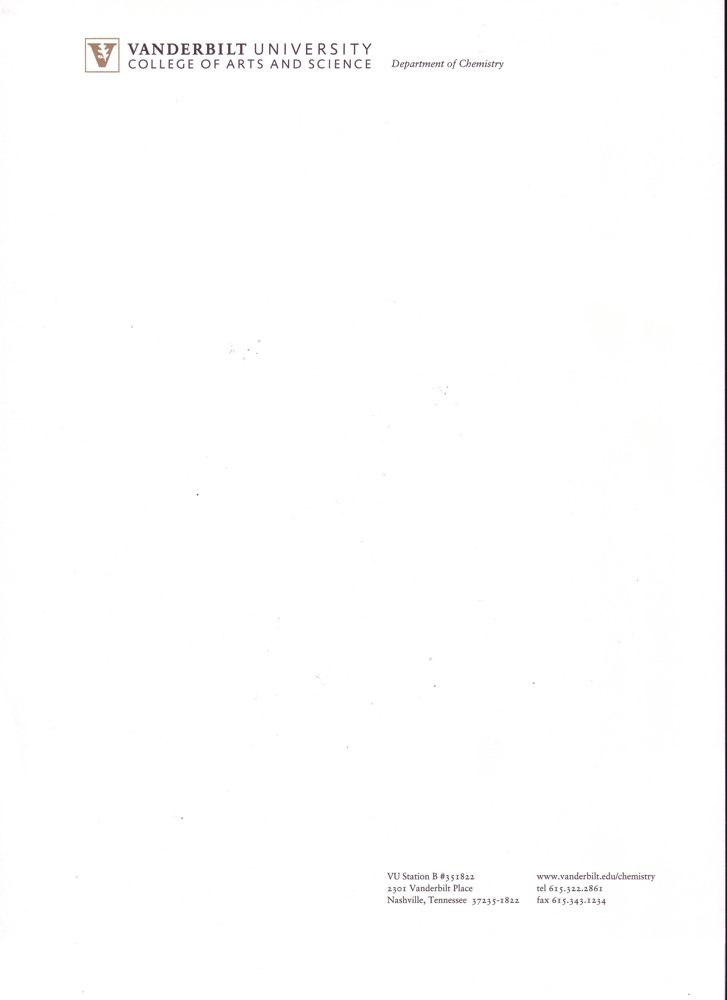 VANDERBILT UNIVERSITY
COLLEGE OF ARTS AND SCIENCE
Department of Chemistry
VU Station B #351822
2301 Vanderbilt Place
Nashville, Tennessee 37235-1822
www.vanderbilt.edu/chemistry
tel 615.322.2861
fax 615.343.1234